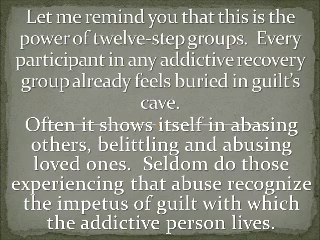 Let me remind you that this is the
power of twelve-step groups.  Every
participant in any addictive recovery
group already feels buried in guilt's
cave.
Often it shows itself in abasing
others, belittling and abusing
loved ones.  Seldom do those
experiencing that abuse recognize
the impetus of guilt with which
the addictive person lives.